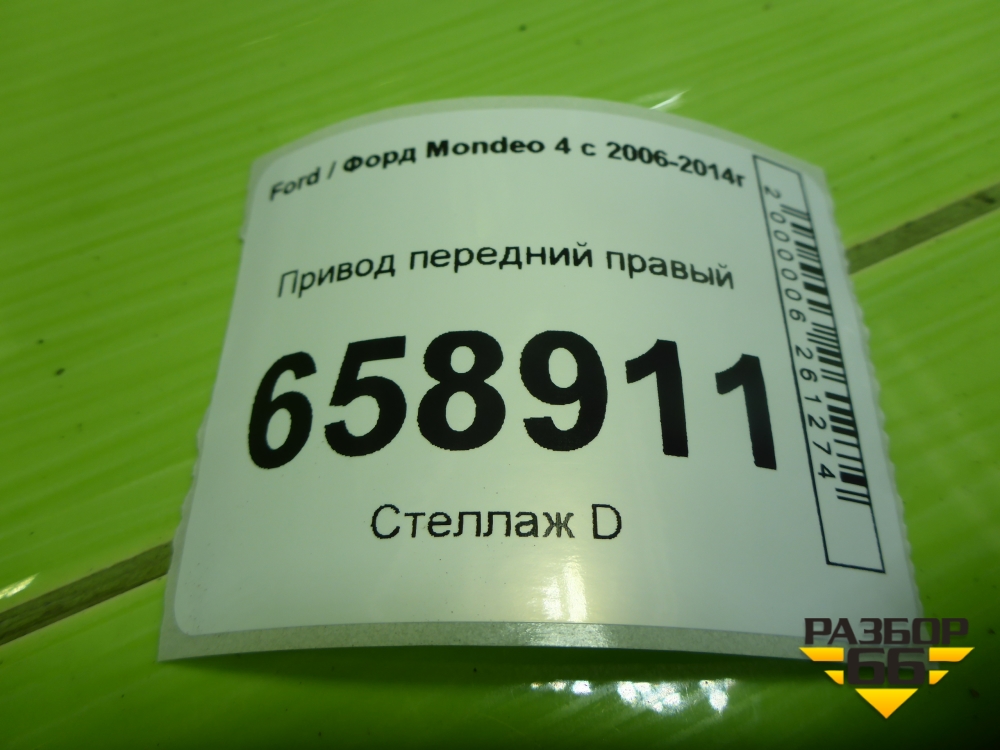 Ford / Форд Mondeo 4 с 2006-2014г
Привод передний правый
658911
Стеллаж D
2000006261274
РАЗБОР
66